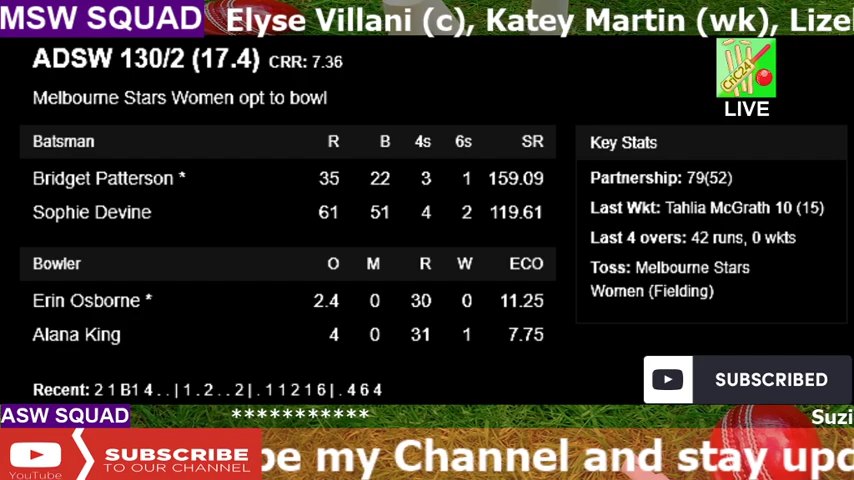 MSW SQUAD Elyse Villani (c), Katey Martin (wk), Lizel
ADSW 130/2 (17.4) CRR: 7.36
CriC24
LIVE
Melbourne Stars Women opt to bowl
Batsman R B 4s 6s SR
Bridget Patterson * 35 22 3 1 159.09
Sophie Devine 61 51 4 2 119.61
Bowler O M R W ECO
Erin Osborne * 2.4 0 30 0 11.25
Alana King 4 0 31 1 7.75
Key Stats
Partnership: 79(52)
Last Wkt: Tahlia McGrath 10 (15)
Last 4 overs: 42 runs, 0 wkts
Toss: Melbourne Stars
Women (Fielding)
Recent: 2 1 B1 4 . . | 1 . 2 . . 2| . 1 1 2 1 6 | . 4 6 4
SUBSCRIBED
ASW SQUAD *********** Suzi
YouTube SUBSCRIBE
TO OUR CHANNEL
be my Channel and stay upd